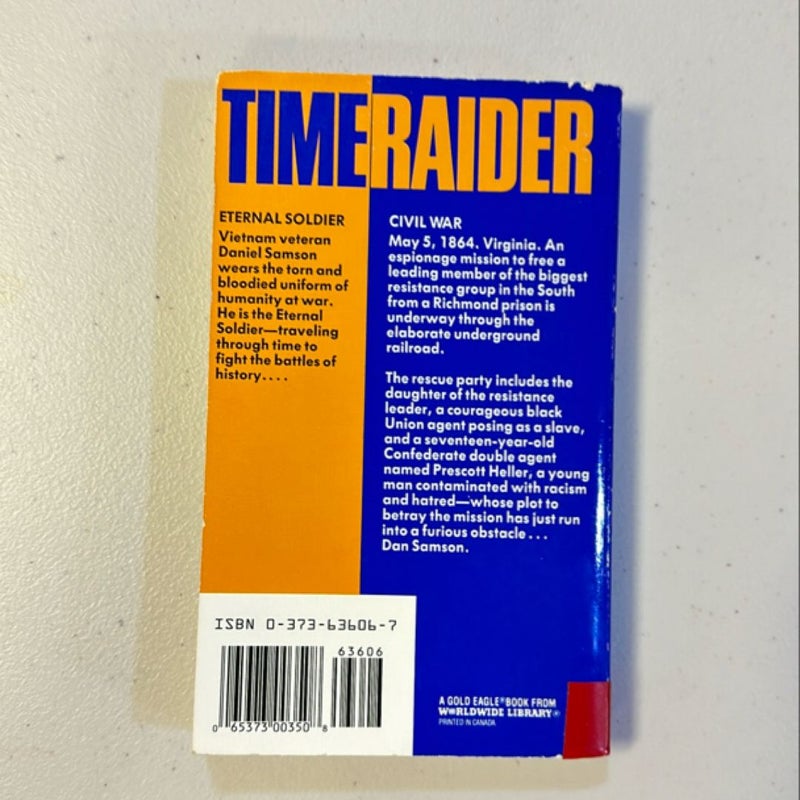 TIMERAIDER
ETERNAL SOLDIER
Vietnam veteran
Daniel Samson
wears the torn and
bloodied uniform of
humanity at war.
He is the Eternal
Soldier—traveling
through time to
fight the battles of
history....
CIVIL WAR
May 5, 1864. Virginia. An
espionage mission to free a
leading member of the biggest
resistance group in the South
from a Richmond prison is
underway through the
elaborate underground
railroad.
The rescue party includes the
daughter of the resistance
leader, a courageous black
Union agent posing as a slave,
and a seventeen-year-old
Confederate double agent
named Prescott Heller, a young
man contaminated with racism
and hatred—whose plot to
betray the mission has just run
into a furious obstacle...
Dan Samson.
ISBN 0-373-63606-7
63606
0 65373 00350 8
A GOLD EAGLE® BOOK FROM
WORLDWIDE LIBRARY®
PRINTED IN CANADA